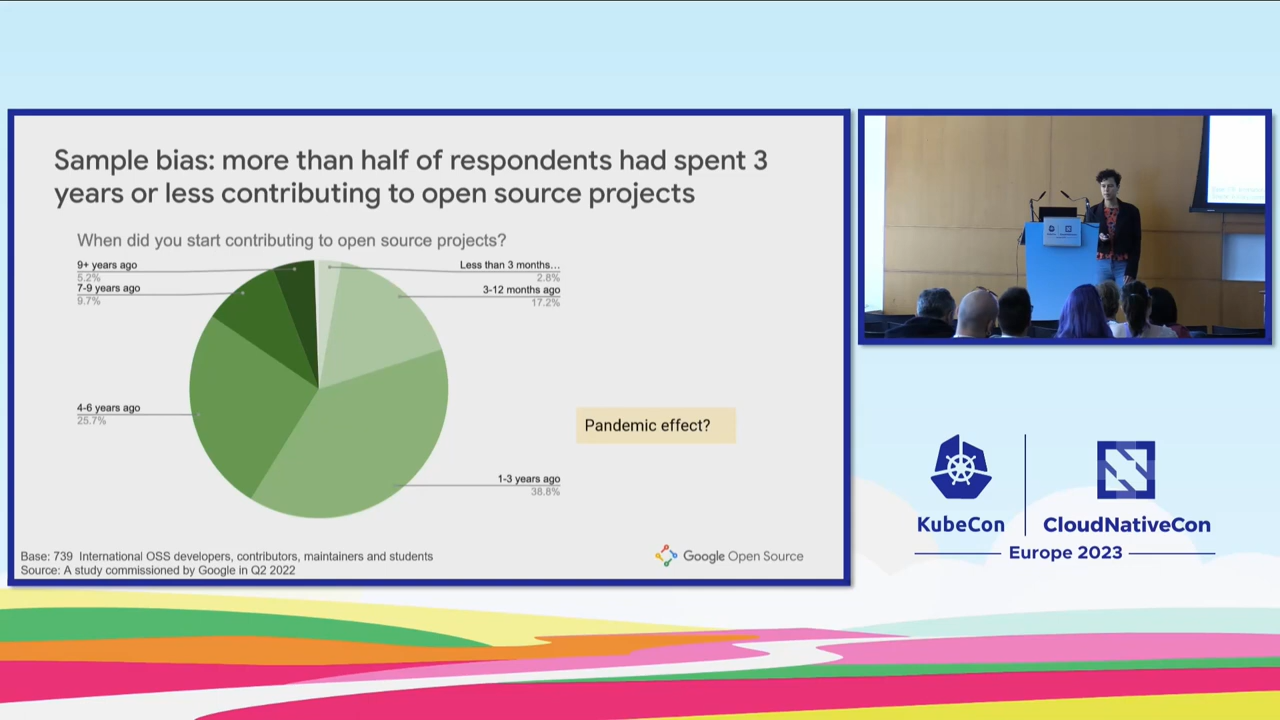 Sample bias: more than half of respondents had spent 3
years or less contributing to open source projects
When did you start contributing to open source projects?
9+ years ago
5.2%
7-9 years ago
9.7%
4-6 years ago
25.7%
Less than 3 months...
2.8%
3-12 months ago
17.2%
1-3 years ago
38.8%
Pandemic effect?
Base: 739 International OSS developers, contributors, maintainers and students
Source: A study commissioned by Google in Q2 2022
Google Open Source
KubeCon
CloudNativeCon
Europe 2023